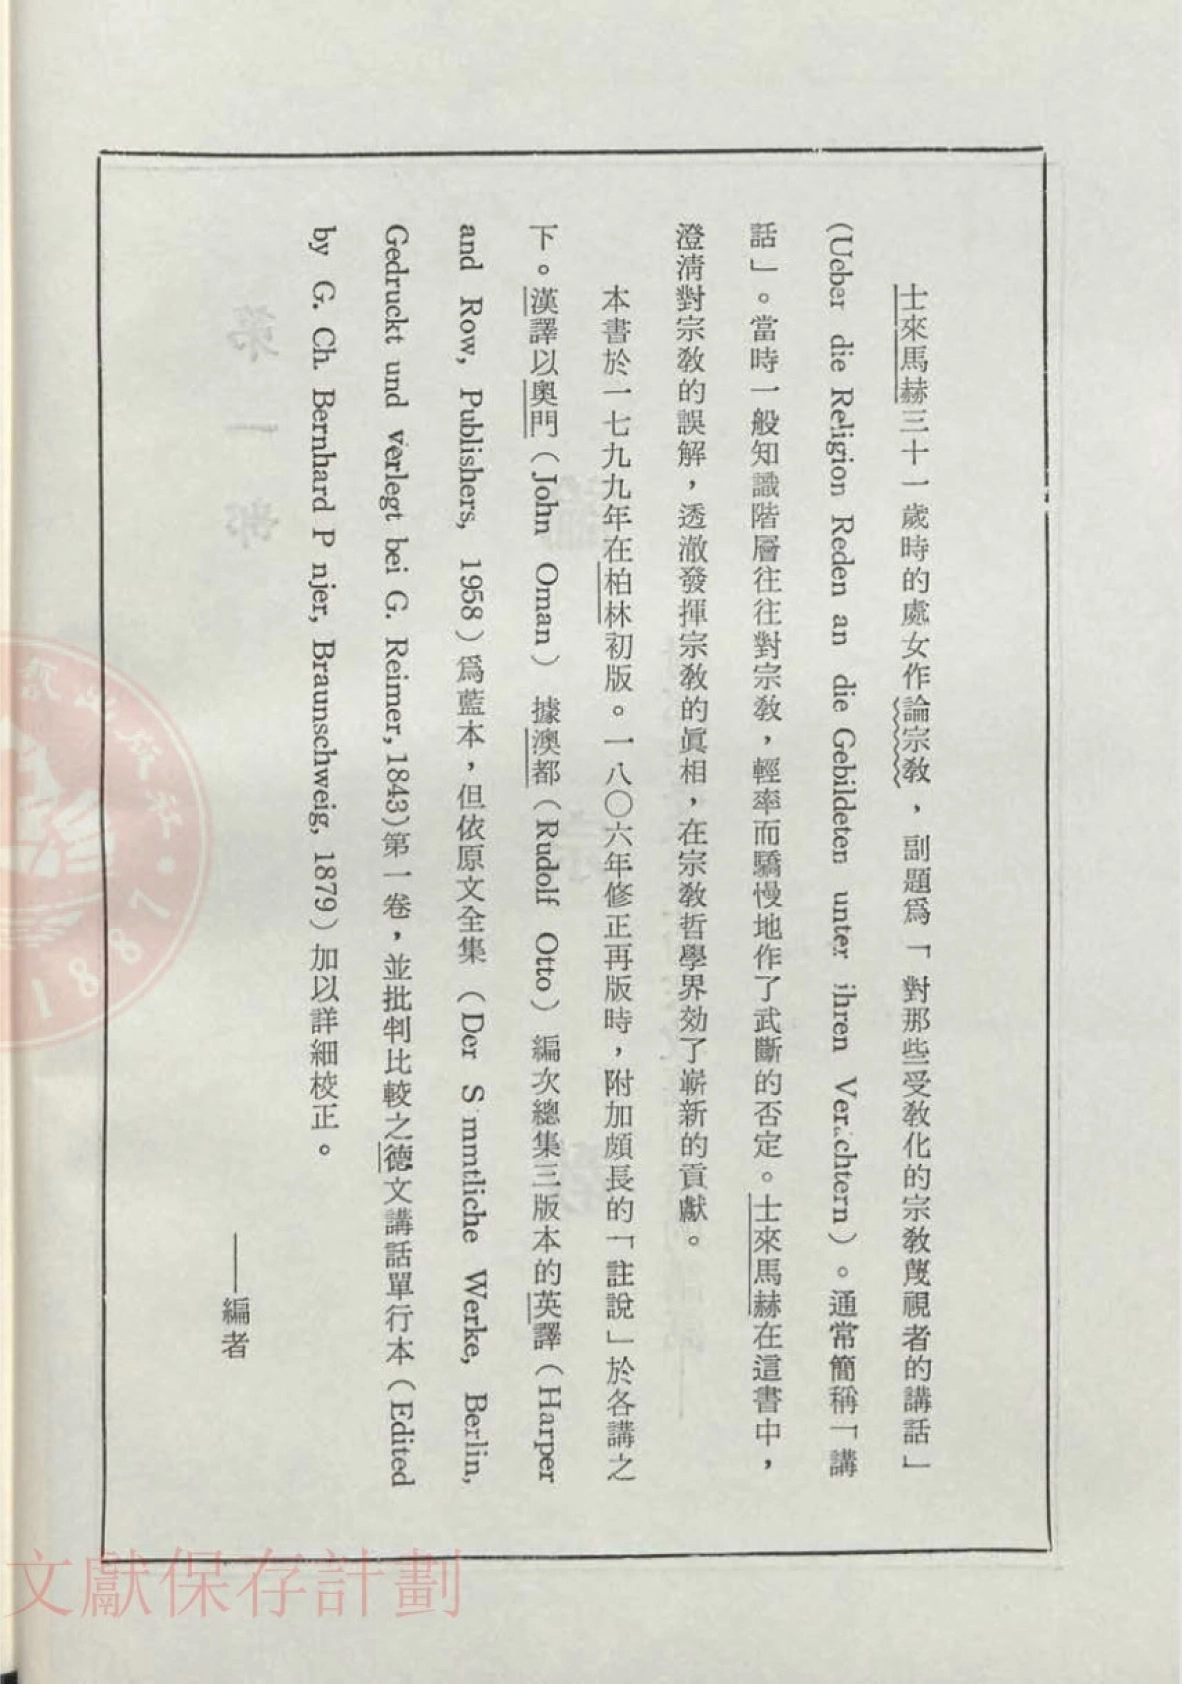 士來馬赫三十一歲時的處女作論宗教，副題爲「對那些受教化的宗教蔑視者的講話」
(Ueber die Religion Reden an die Gebildeten unter ihren Verachtern）。通常簡稱「講
話」。當時一般知識階層往往對宗教，輕率而驕慢地作了武斷的否定。士來馬赫在這書中，
澄清對宗教的誤解，透澈發揮宗教的眞相，在宗教哲學界効了嶄新的貢獻。
本書於一七九九年在柏林初版。一八〇六年修正再版時，附加頗長的「註說」於各講之
下。漢譯以奧門（John Oman）據澳都（Rudolf Otto）編次總集三版本的英譯（Harper
and Row, Publishers, 1958）爲藍本，但依原文全集（Der S mmtliche Werke, Berlin,
Gedruckt und verlegt bei G. Reimer, 1843)第一卷，並批判比較之德文講話單行本（Edited
by G. Ch. Bernhard P njer, Braunschweig, 1879）加以詳細校正。
——編者
第一部
論宗教
1887
文獻保存計劃